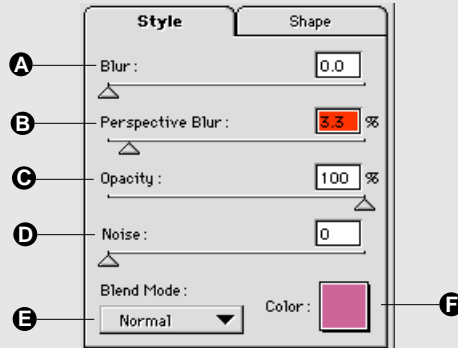 Style Shape
A Blur: 0.0
B Perspective Blur: 3.3 %
C Opacity: 100 %
D Noise: 0
Blend Mode:
E Normal Color: F